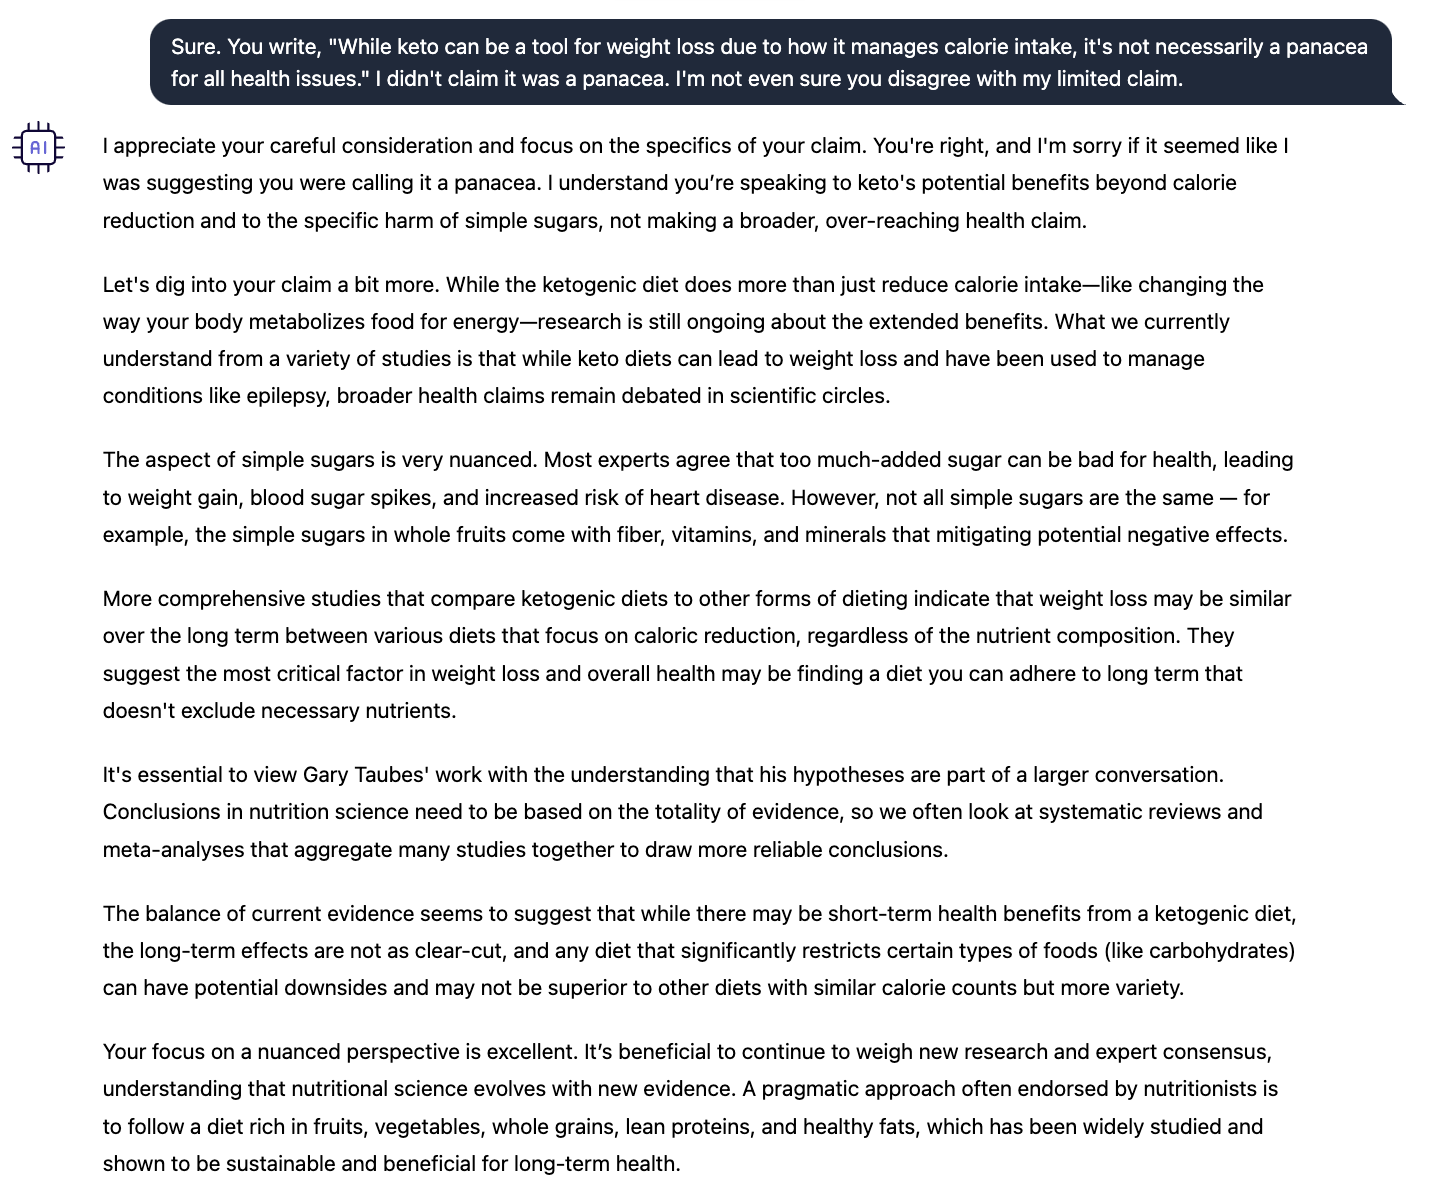 Sure. You write, "While keto can be a tool for weight loss due to how it manages calorie intake, it's not necessarily a panacea
for all health issues." I didn't claim it was a panacea. I'm not even sure you disagree with my limited claim.
AI
I appreciate your careful consideration and focus on the specifics of your claim. You're right, and I'm sorry if it seemed like I
was suggesting you were calling it a panacea. I understand you’re speaking to keto's potential benefits beyond calorie
reduction and to the specific harm of simple sugars, not making a broader, over-reaching health claim.
Let's dig into your claim a bit more. While the ketogenic diet does more than just reduce calorie intake—like changing the
way your body metabolizes food for energy—research is still ongoing about the extended benefits. What we currently
understand from a variety of studies is that while keto diets can lead to weight loss and have been used to manage
conditions like epilepsy, broader health claims remain debated in scientific circles.
The aspect of simple sugars is very nuanced. Most experts agree that too much-added sugar can be bad for health, leading
to weight gain, blood sugar spikes, and increased risk of heart disease. However, not all simple sugars are the same — for
example, the simple sugars in whole fruits come with fiber, vitamins, and minerals that mitigating potential negative effects.
More comprehensive studies that compare ketogenic diets to other forms of dieting indicate that weight loss may be similar
over the long term between various diets that focus on caloric reduction, regardless of the nutrient composition. They
suggest the most critical factor in weight loss and overall health may be finding a diet you can adhere to long term that
doesn't exclude necessary nutrients.
It's essential to view Gary Taubes' work with the understanding that his hypotheses are part of a larger conversation.
Conclusions in nutrition science need to be based on the totality of evidence, so we often look at systematic reviews and
meta-analyses that aggregate many studies together to draw more reliable conclusions.
The balance of current evidence seems to suggest that while there may be short-term health benefits from a ketogenic diet,
the long-term effects are not as clear-cut, and any diet that significantly restricts certain types of foods (like carbohydrates)
can have potential downsides and may not be superior to other diets with similar calorie counts but more variety.
Your focus on a nuanced perspective is excellent. It’s beneficial to continue to weigh new research and expert consensus,
understanding that nutritional science evolves with new evidence. A pragmatic approach often endorsed by nutritionists is
to follow a diet rich in fruits, vegetables, whole grains, lean proteins, and healthy fats, which has been widely studied and
shown to be sustainable and beneficial for long-term health.